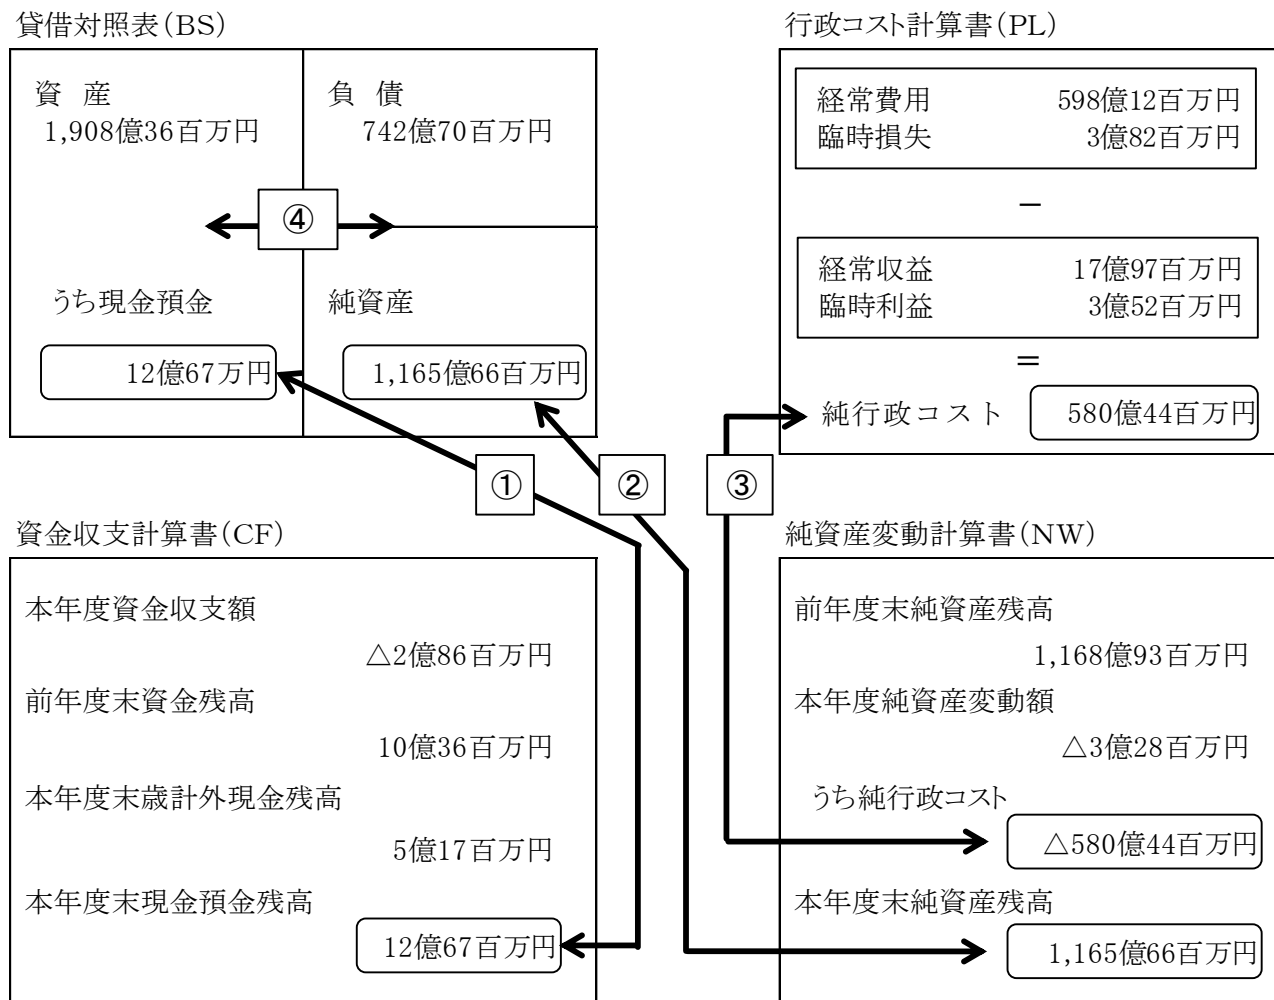 貸借対照表(BS)
資 産
1,908億36百万円
負 債
742億70百万円
④
うち現金預金
12億67万円
純資産
1,165億66百万円
行政コスト計算書(PL)
経常費用 598億12百万円
臨時損失 3億82百万円
−
経常収益 17億97百万円
臨時利益 3億52百万円
=
純行政コスト 580億44百万円
①
②
③
資金収支計算書(CF)
本年度資金収支額
△2億86百万円
前年度末資金残高
10億36百万円
本年度末歳計外現金残高
5億17百万円
本年度末現金預金残高
12億67百万円
純資産変動計算書(NW)
前年度末純資産残高
1,168億93百万円
本年度純資産変動額
△3億28百万円
うち純行政コスト
△580億44百万円
本年度末純資産残高
1,165億66百万円